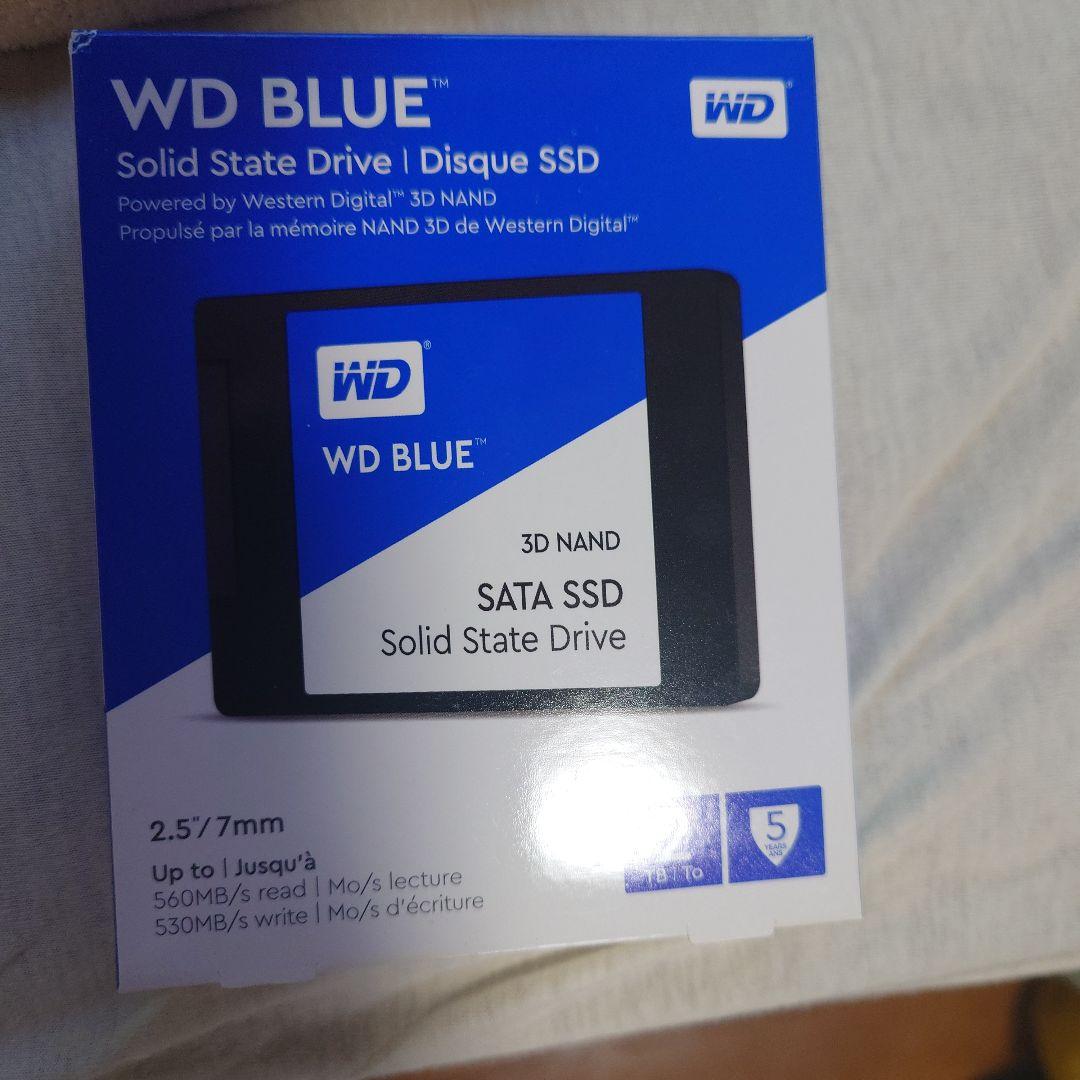 WD BLUE™
WD®
Solid State Drive | Disque SSD
Powered by Western Digital™ 3D NAND
Propulsé par la mémoire NAND 3D de Western Digital™
WD®
WD BLUE™
3D NAND
SATA SSD
Solid State Drive
2.5"/7mm
Up to | Jusqu'à
560MB/s read | Mo/s lecture
530MB/s write | Mo/s d'écriture
TB | To
5
YEARS
ANS